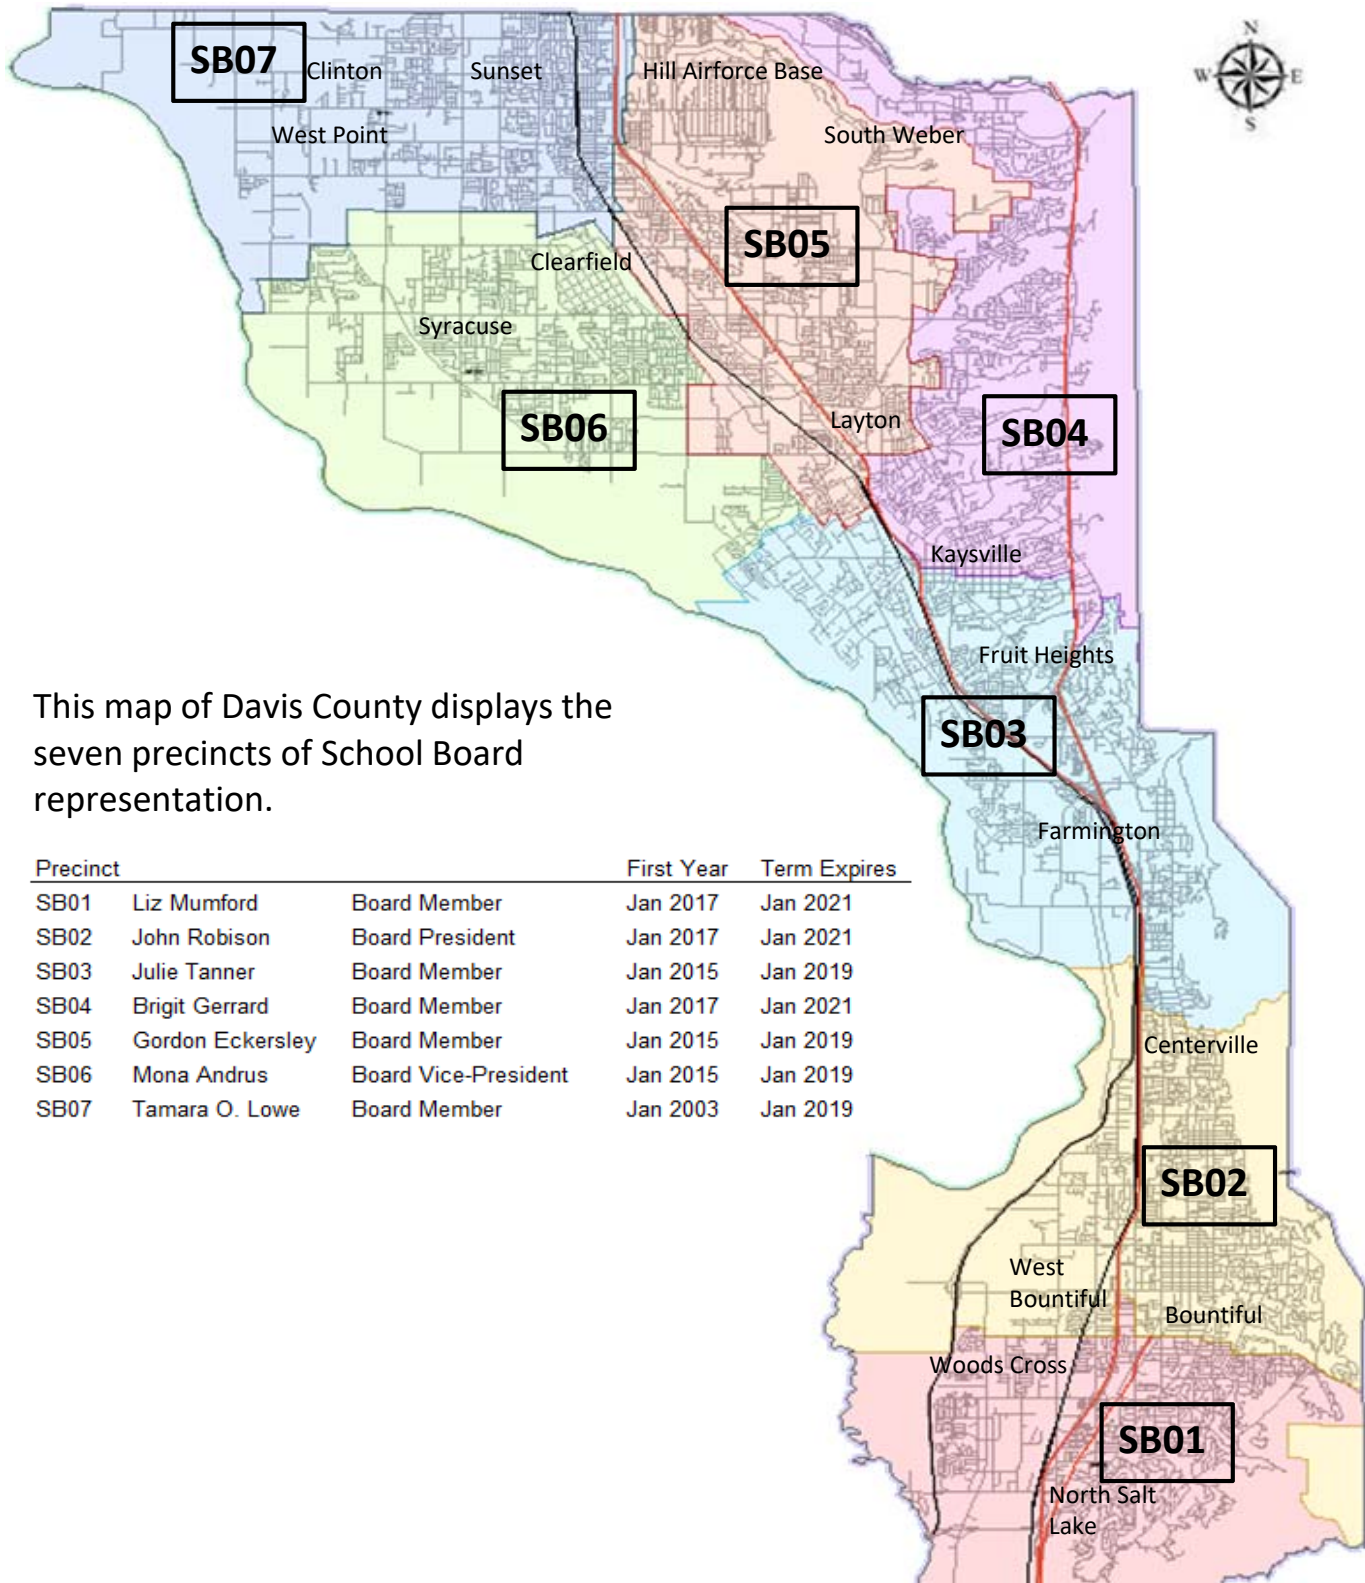 N
W E
S
SB07
Clinton
Sunset
Hill Airforce Base
West Point
South Weber
SB05
Clearfield
Syracuse
SB06
Layton
SB04
Kaysville
Fruit Heights
SB03
This map of Davis County displays the
seven precincts of School Board
representation.
Farmington
Precinct First Year Term Expires
SB01 Liz Mumford Board Member Jan 2017 Jan 2021
SB02 John Robison Board President Jan 2017 Jan 2021
SB03 Julie Tanner Board Member Jan 2015 Jan 2019
SB04 Brigit Gerrard Board Member Jan 2017 Jan 2021
SB05 Gordon Eckersley Board Member Jan 2015 Jan 2019
SB06 Mona Andrus Board Vice-President Jan 2015 Jan 2019
SB07 Tamara O. Lowe Board Member Jan 2003 Jan 2019
Centerville
SB02
West
Bountiful
Bountiful
Woods Cross
SB01
North Salt
Lake